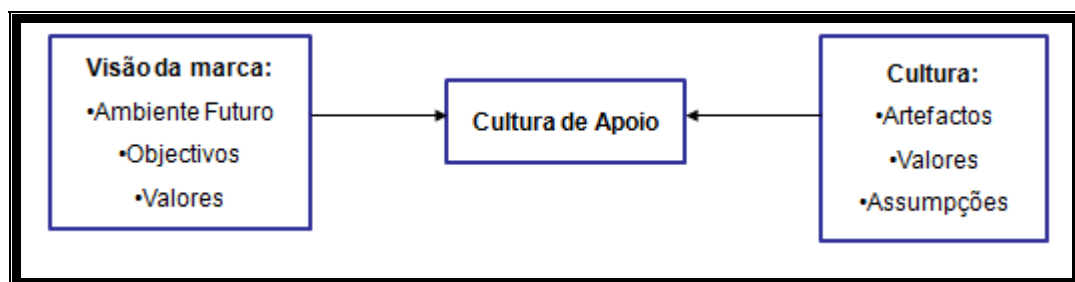 Visão da marca:
•Ambiente Futuro
•Objectivos
•Valores
Cultura de Apoio
Cultura:
•Artefactos
•Valores
•Assumpções